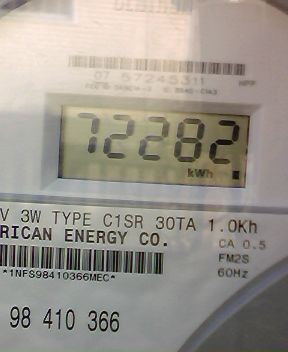 07 57245311
72282
kWh
V 3W TYPE C1SR 30TA 1.0Kh
RICAN ENERGY CO.
CA 0.5
FM2S
60Hz
*1NFS98410366MEC*
98 410 366